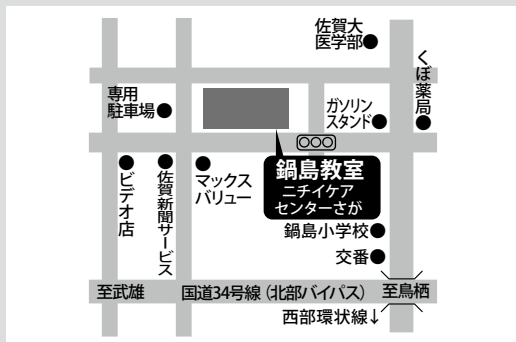 佐賀大
医学部
くぼ薬局
専用
駐車場
ガソリン
スタンド
鍋島教室
ニチイケア
センターさが
ビデオ店
佐賀新聞サービス
マックス
バリュー
鍋島小学校
交番
至武雄
国道34号線（北部バイパス）
至鳥栖
西部環状線↓